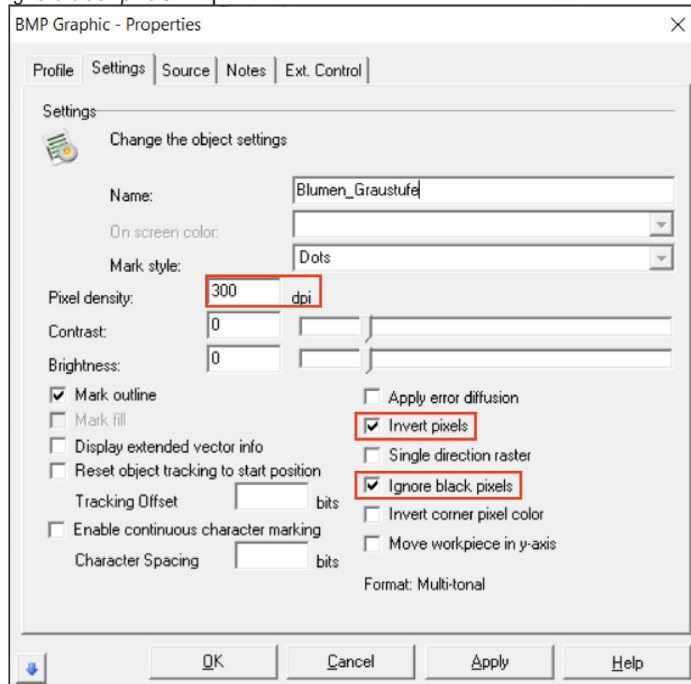 BMP Graphic - Properties
Profile Settings Source Notes Ext. Control
Settings
Change the object settings
Name: Blumen_Graustufe
On screen color:
Mark style: Dots
Pixel density: 300 dpi
Contrast: 0
Brightness: 0
Mark outline
Mark fill
Display extended vector info
Reset object tracking to start position
Tracking Offset bits
Enable continuous character marking
Character Spacing bits
Apply error diffusion
Invert pixels
Single direction raster
Ignore black pixels
Invert corner pixel color
Move workpiece in y-axis
Format: Multi-tonal
OK Cancel Apply Help